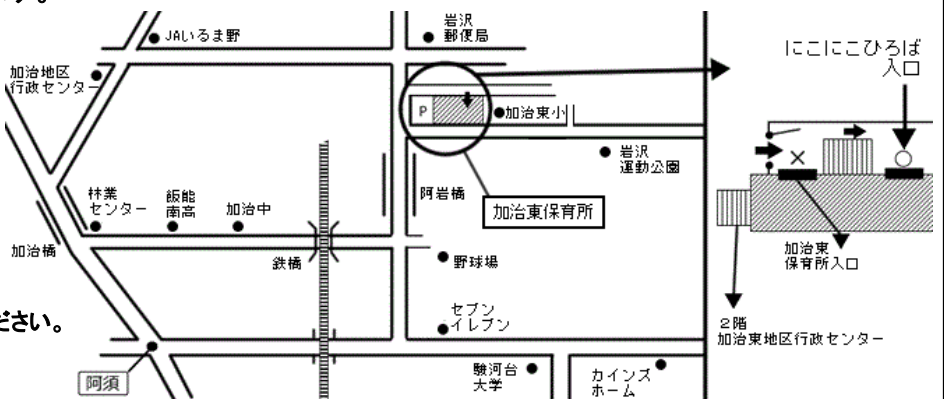 JAいるま野
岩沢
郵便局
加治地区
行政センター
P
加治東小
岩沢
運動公園
林業
センター
飯能
南高
加治中
阿岩橋
加治東保育所
加治橋
鉄橋
野球場
セブン
イレブン
ださい。
阿須
駿河台
大学
カインズ
ホーム
にこにこひろば
入口
加治東
保育所入口
2階
加治東地区行政センター